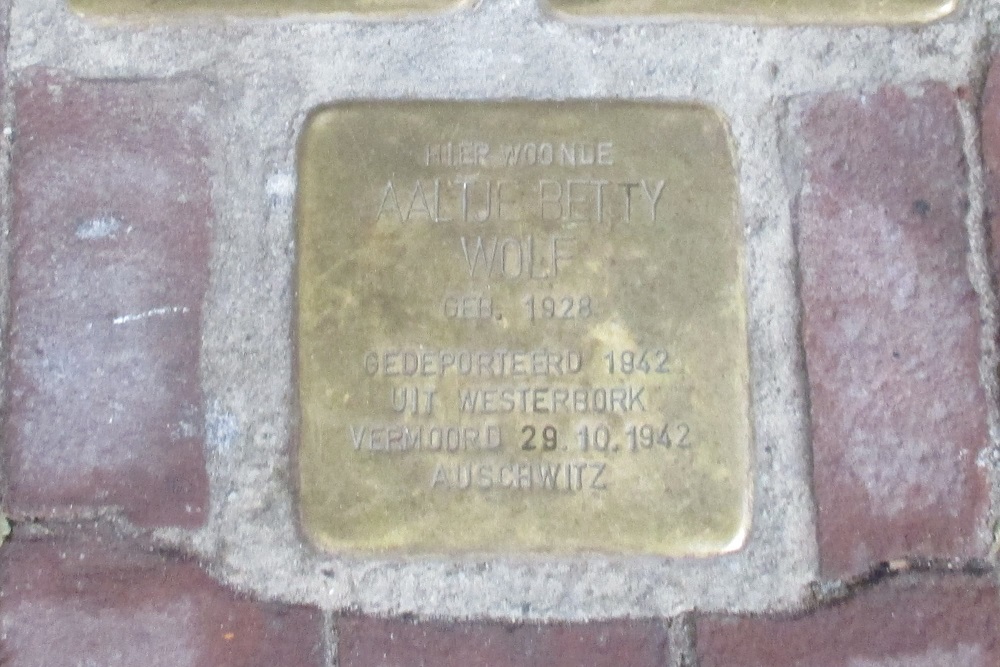 HIER WOONDE
AALTJE BETTY
WOLF
GEB. 1928
GEDEPORTEERD 1942
UIT WESTERBORK
VERMOORD 29.10.1942
AUSCHWITZ